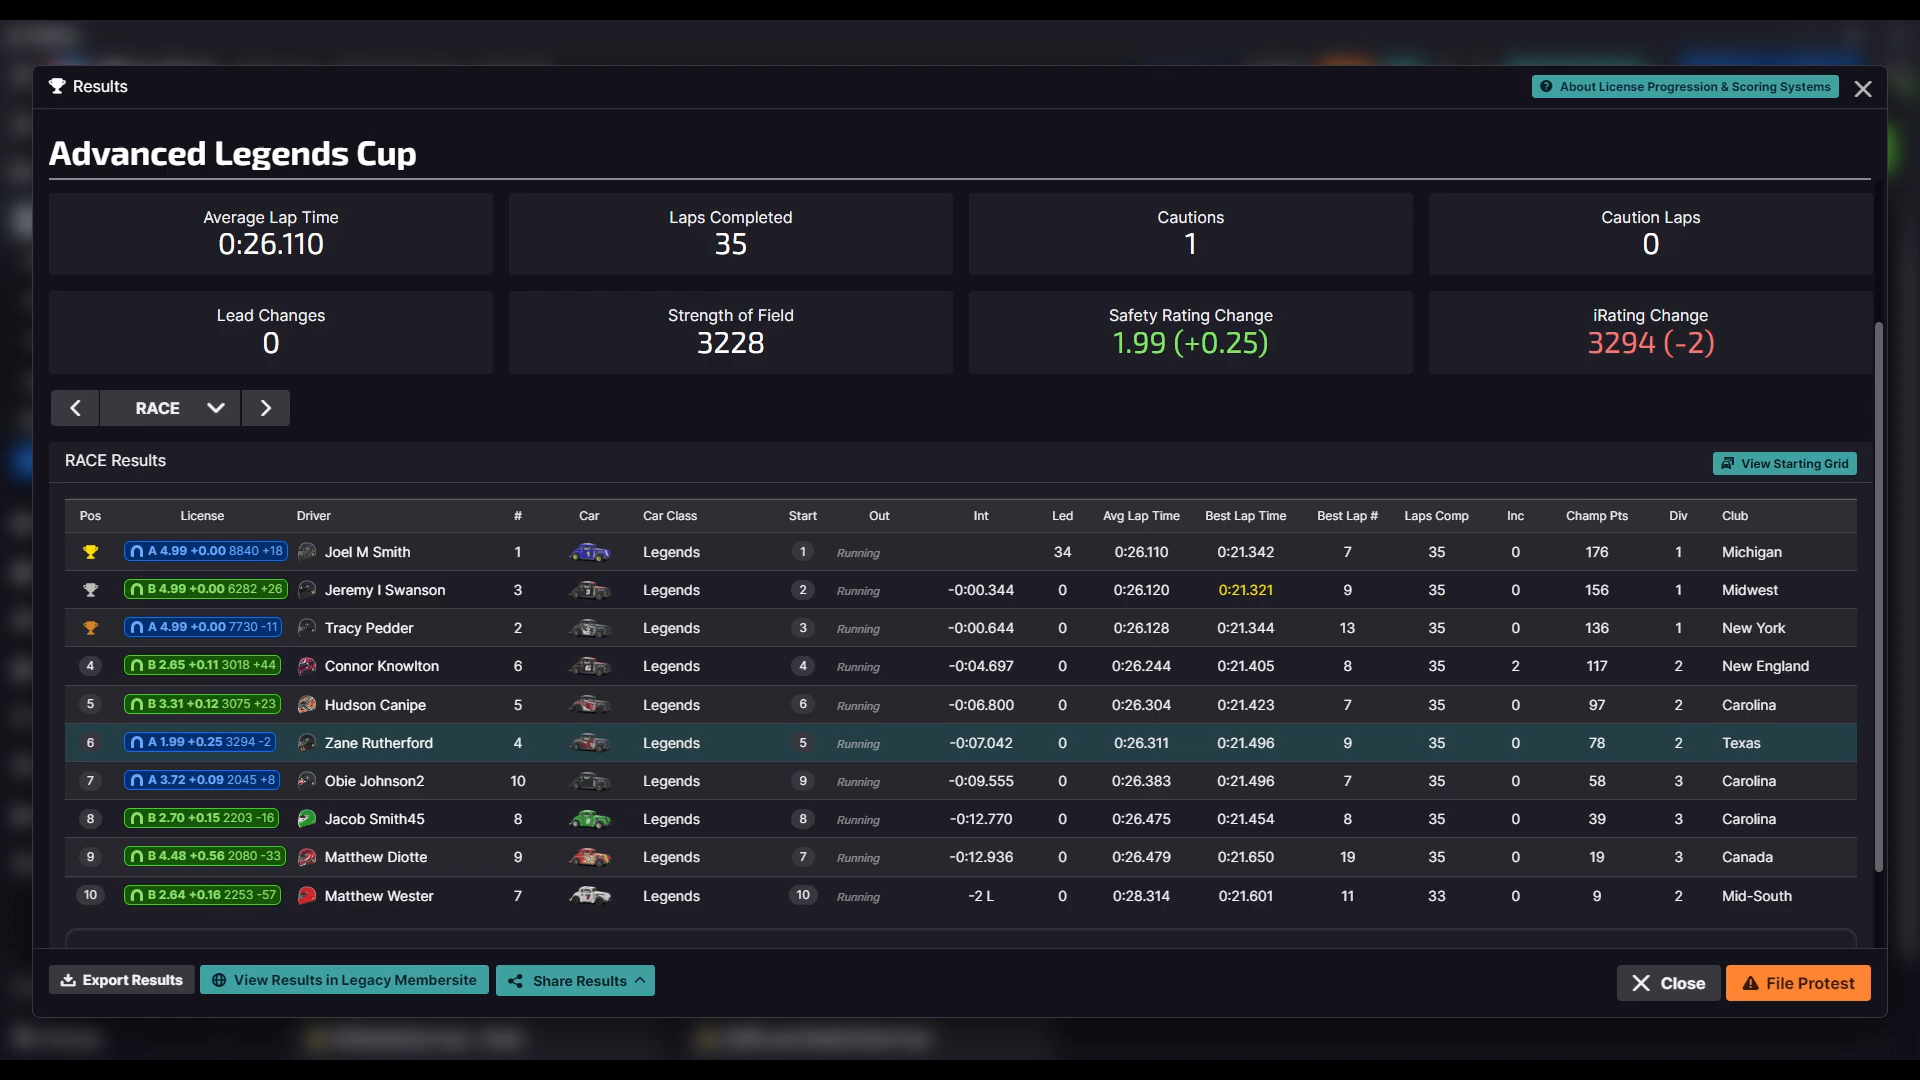 Results
About License Progression & Scoring Systems
Advanced Legends Cup
Average Lap Time Laps Completed Cautions Caution Laps
0:26.110 35 1 0
Lead Changes Strength of Field Safety Rating Change iRating Change
0 3228 1.99 (+0.25) 3294 (-2)
RACE
RACE Results View Starting Grid
Pos License Driver # Car Car Class Start Out Int Led Avg Lap Time Best Lap Time Best Lap # Laps Comp Inc Champ Pts Div Club
A 4.99 +0.00 8840 +18 Joel M Smith 1 Legends 1 Running 34 0:26.110 0:21.342 7 35 0 176 1 Michigan
B 4.99 +0.00 6282 +26 Jeremy I Swanson 3 Legends 2 Running -0:00.344 0 0:26.120 0:21.321 9 35 0 156 1 Midwest
A 4.99 +0.00 7730 -11 Tracy Pedder 2 Legends 3 Running -0:00.644 0 0:26.128 0:21.344 13 35 0 136 1 New York
4 B 2.65 +0.11 3018 +44 Connor Knowlton 6 Legends 4 Running -0:04.697 0 0:26.244 0:21.405 8 35 2 117 2 New England
5 B 3.31 +0.12 3075 +23 Hudson Canipe 5 Legends 6 Running -0:06.800 0 0:26.304 0:21.423 7 35 0 97 2 Carolina
6 A 1.99 +0.25 3294 -2 Zane Rutherford 4 Legends 5 Running -0:07.042 0 0:26.311 0:21.496 9 35 0 78 2 Texas
7 A 3.72 +0.09 2045 +8 Obie Johnson2 10 Legends 9 Running -0:09.555 0 0:26.383 0:21.496 7 35 0 58 3 Carolina
8 B 2.70 +0.15 2203 -16 Jacob Smith45 8 Legends 8 Running -0:12.770 0 0:26.475 0:21.454 8 35 0 39 3 Carolina
9 B 4.48 +0.56 2080 -33 Matthew Diotte 9 Legends 7 Running -0:12.936 0 0:26.479 0:21.650 19 35 0 19 3 Canada
10 B 2.64 +0.16 2253 -57 Matthew Wester 7 Legends 10 Running -2 L 0 0:28.314 0:21.601 11 33 0 9 2 Mid-South
Export Results View Results in Legacy Membersite Share Results Close File Protest